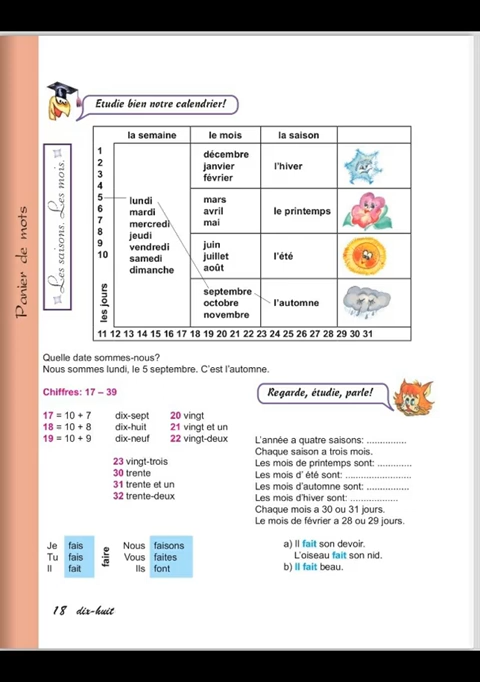 Etudie bien notre calendrier!
Panier de mots
Les saisons. Les mois.
la semaine le mois la saison
1
2
3
4
5
6
7
8
9
10
les jours
lundi
mardi
mercredi
jeudi
vendredi
samedi
dimanche
décembre
janvier
février
l'hiver
mars
avril
mai
le printemps
juin
juillet
août
l'été
septembre
octobre
novembre
l'automne
11 12 13 14 15 16 17 18 19 20 21 22 23 24 25 26 27 28 29 30 31
Quelle date sommes-nous?
Nous sommes lundi, le 5 septembre. C'est l'automne.
Chiffres: 17 – 39
17 = 10 + 7 dix-sept 20 vingt
18 = 10 + 8 dix-huit 21 vingt et un
19 = 10 + 9 dix-neuf 22 vingt-deux
23 vingt-trois
30 trente
31 trente et un
32 trente-deux
Regarde, étudie, parle!
L'année a quatre saisons: ...............
Chaque saison a trois mois.
Les mois de printemps sont: .............
Les mois d' été sont: .........................
Les mois d'automne sont: ................
Les mois d'hiver sont: ..................
Chaque mois a 30 ou 31 jours.
Le mois de février a 28 ou 29 jours.
Je fais
Tu fais
Il fait
faire
Nous faisons
Vous faites
Ils font
a) Il fait son devoir.
L'oiseau fait son nid.
b) Il fait beau.
18 dix-huit